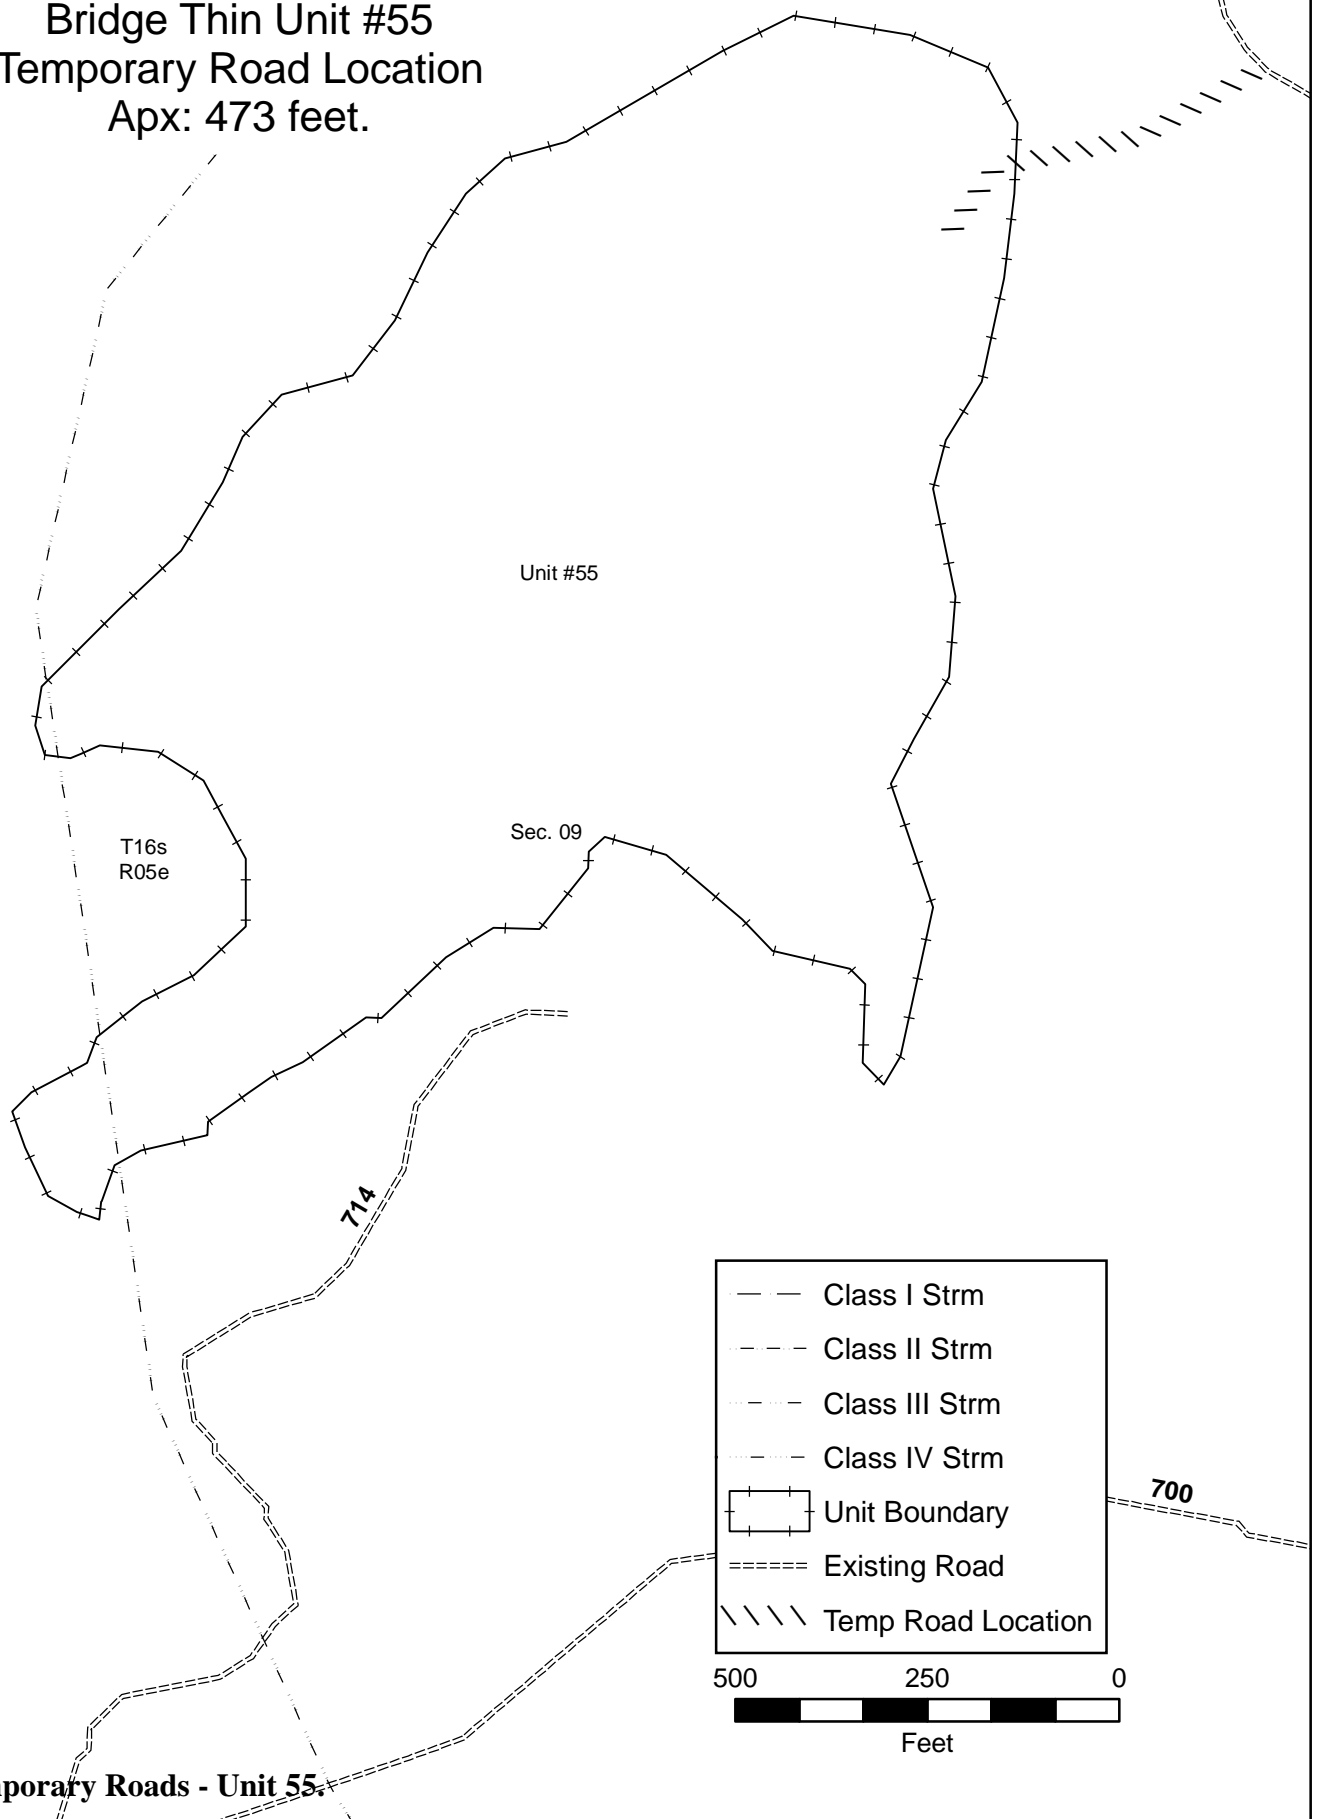 Bridge Thin Unit #55
Temporary Road Location
Apx: 473 feet.
Unit #55
Sec. 09
T16s
R05e
714
Class I Strm
Class II Strm
Class III Strm
Class IV Strm
Unit Boundary
Existing Road
Temp Road Location
700
500 250 0
Feet
mporary Roads - Unit 55.